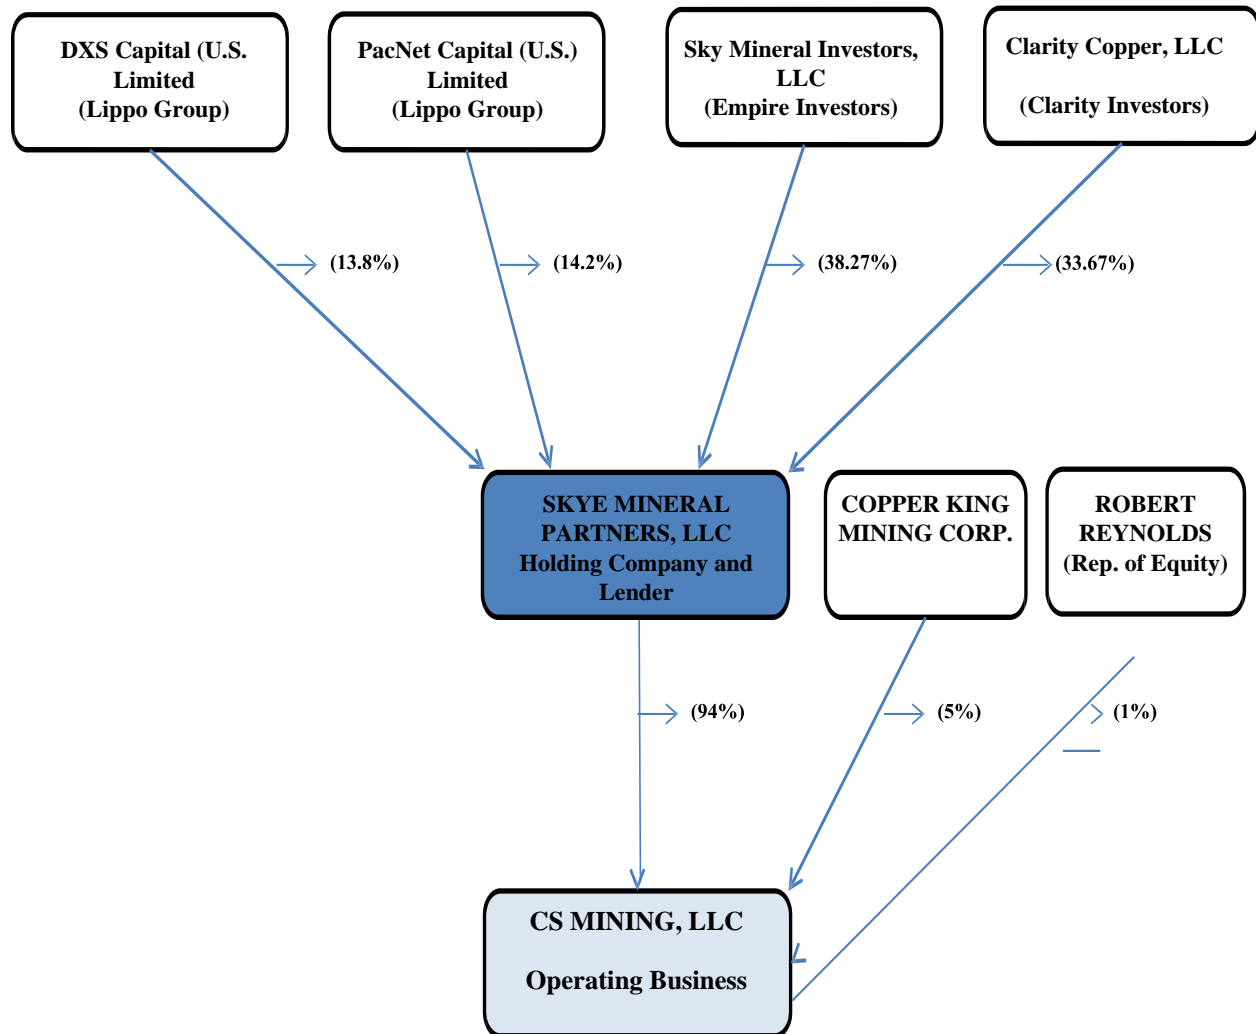 DXS Capital (U.S.
Limited
(Lippo Group)
PacNet Capital (U.S.)
Limited
(Lippo Group)
Sky Mineral Investors,
LLC
(Empire Investors)
Clarity Copper, LLC
(Clarity Investors)
(13.8%)
(14.2%)
(38.27%)
(33.67%)
SKYE MINERAL
PARTNERS, LLC
Holding Company and
Lender
COPPER KING
MINING CORP.
ROBERT
REYNOLDS
(Rep. of Equity)
(94%)
(5%)
(1%)
CS MINING, LLC
Operating Business